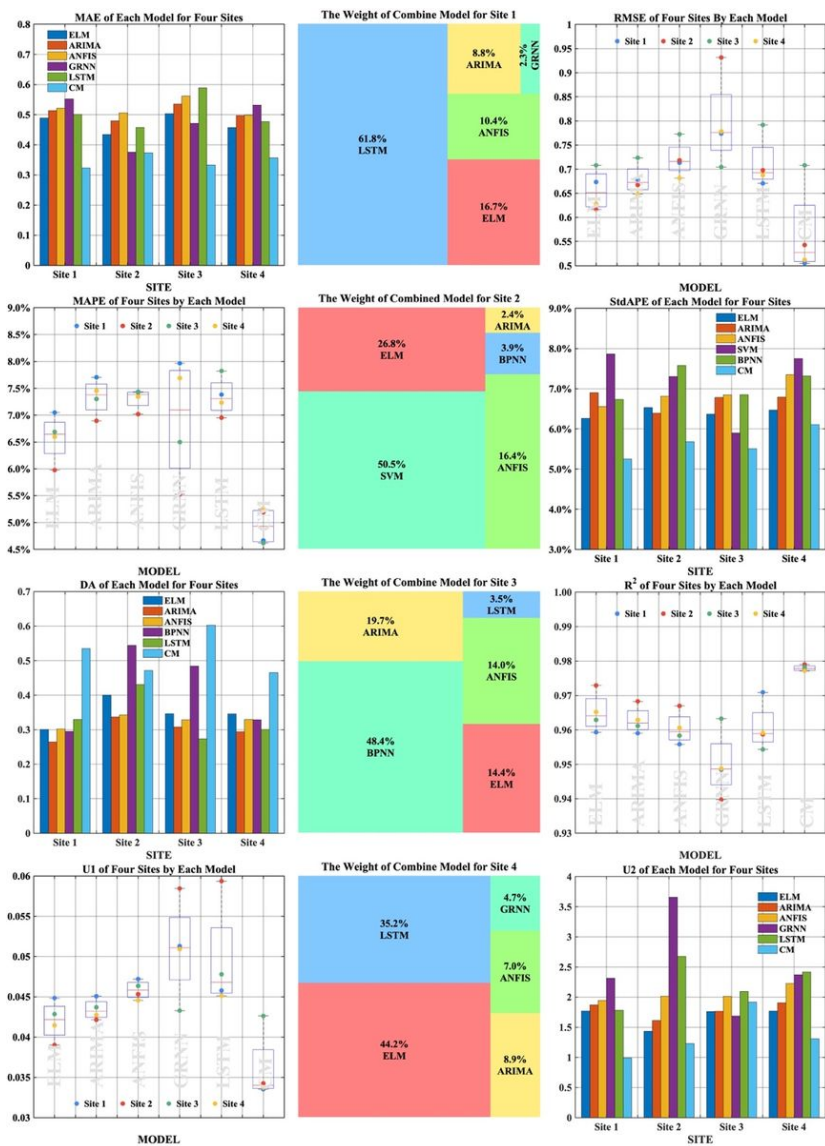 MAE of Each Model for Four Sites
0.8
0.7
0.6
0.5
0.4
0.3
0.2
0.1
0
ELM
ARIMA
ANFIS
GRNN
LSTM
CM
Site 1
Site 2
Site 3
Site 4
SITE
The Weight of Combine Model for Site 1
61.8%
LSTM
8.8%
ARIMA
2.3%
GRNN
10.4%
ANFIS
16.7%
ELM
RMSE of Four Sites By Each Model
1
0.95
0.9
0.85
0.8
0.75
0.7
0.65
0.6
0.55
0.5
Site 1
Site 2
Site 3
Site 4
ELM
ARIMA
ANFIS
GRNN
LSTM
CM
MODEL
MAPE of Four Sites by Each Model
9.0%
8.5%
8.0%
7.5%
7.0%
6.5%
6.0%
5.5%
5.0%
4.5%
Site 1
Site 2
Site 3
Site 4
ELM
ARIMA
ANFIS
GRNN
LSTM
CM
MODEL
The Weight of Combined Model for Site 2
26.8%
ELM
2.4%
ARIMA
3.9%
BPNN
50.5%
SVM
16.4%
ANFIS
StdAPE of Each Model for Four Sites
9.0%
8.0%
7.0%
6.0%
5.0%
4.0%
3.0%
ELM
ARIMA
ANFIS
SVM
BPNN
CM
Site 1
Site 2
Site 3
Site 4
SITE
DA of Each Model for Four Sites
0.7
0.6
0.5
0.4
0.3
0.2
0.1
0
ELM
ARIMA
ANFIS
BPNN
LSTM
CM
Site 1
Site 2
Site 3
Site 4
SITE
The Weight of Combine Model for Site 3
19.7%
ARIMA
3.5%
LSTM
14.0%
ANFIS
48.4%
BPNN
14.4%
ELM
R² of Four Sites by Each Model
1.00
0.99
0.98
0.97
0.96
0.95
0.94
0.93
Site 1
Site 2
Site 3
Site 4
ELM
ARIMA
ANFIS
GRNN
LSTM
CM
MODEL
U1 of Four Sites by Each Model
0.06
0.055
0.05
0.045
0.04
0.035
0.03
ELM
ARIMA
ANFIS
GRNN
LSTM
CM
Site 1
Site 2
Site 3
Site 4
MODEL
The Weight of Combine Model for Site 4
35.2%
LSTM
4.7%
GRNN
7.0%
ANFIS
44.2%
ELM
8.9%
ARIMA
U2 of Each Model for Four Sites
4
3.5
3
2.5
2
1.5
1
0.5
0
ELM
ARIMA
ANFIS
GRNN
LSTM
CM
Site 1
Site 2
Site 3
Site 4
SITE